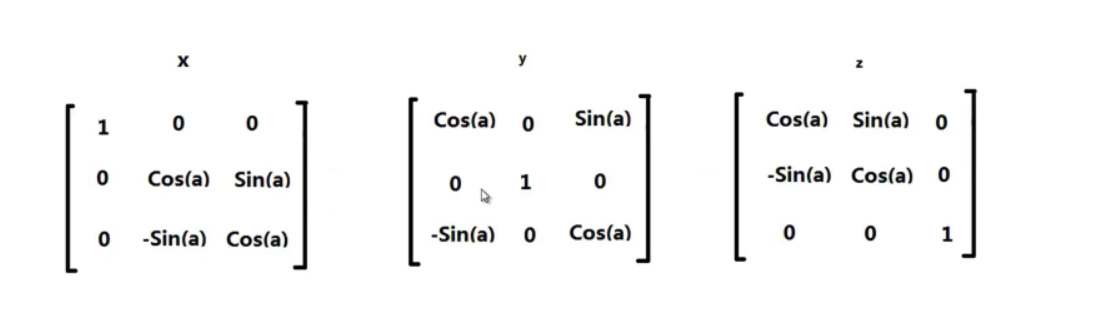 x y z
1 0 0 Cos(a) 0 Sin(a) Cos(a) Sin(a) 0
0 Cos(a) Sin(a) 0 1 0 -Sin(a) Cos(a) 0
0 -Sin(a) Cos(a) -Sin(a) 0 Cos(a) 0 0 1